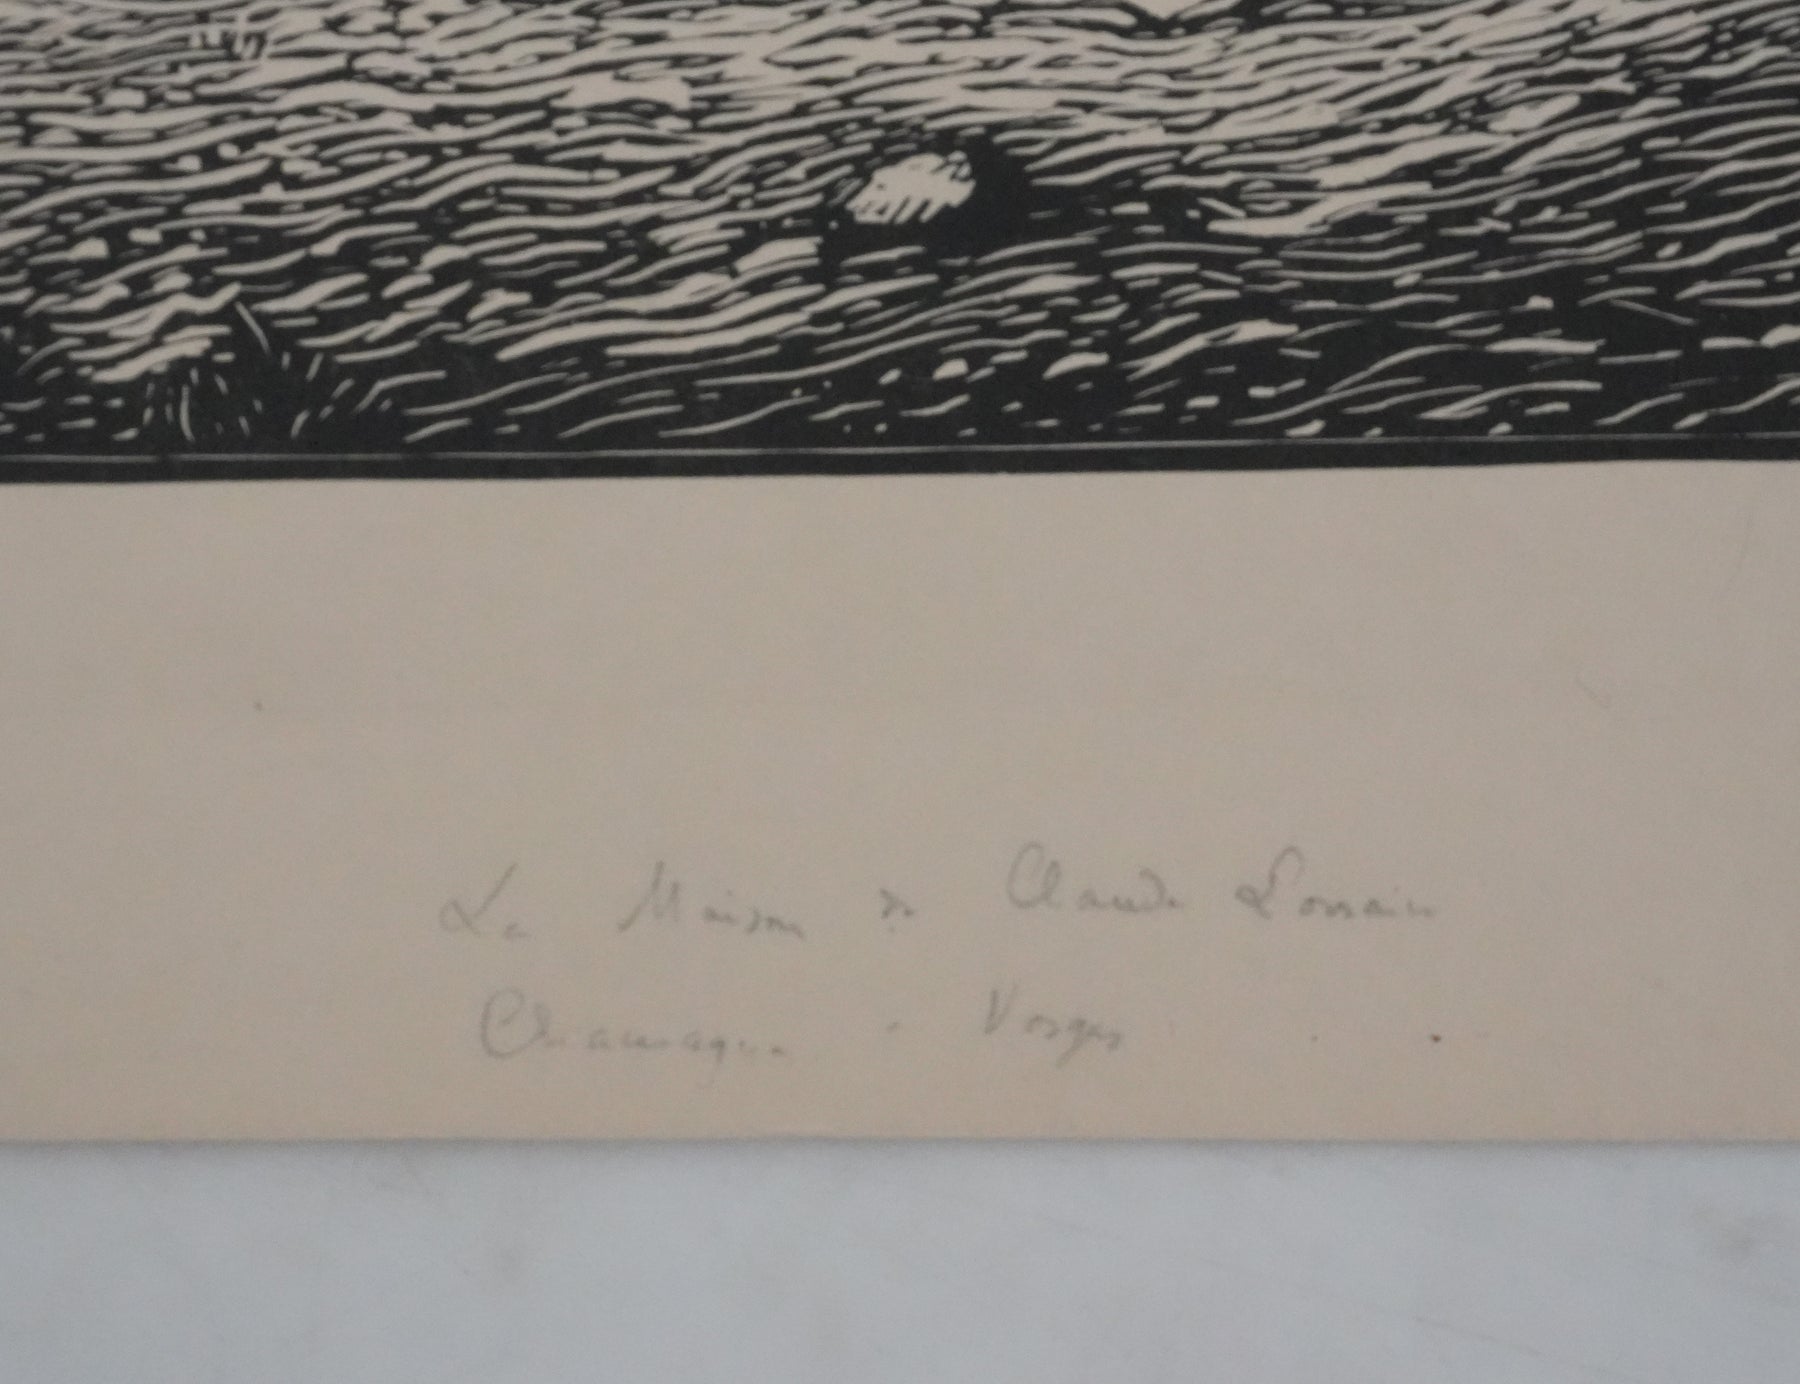 La Maison de Claude Lorrain
Chamagne . Vosges